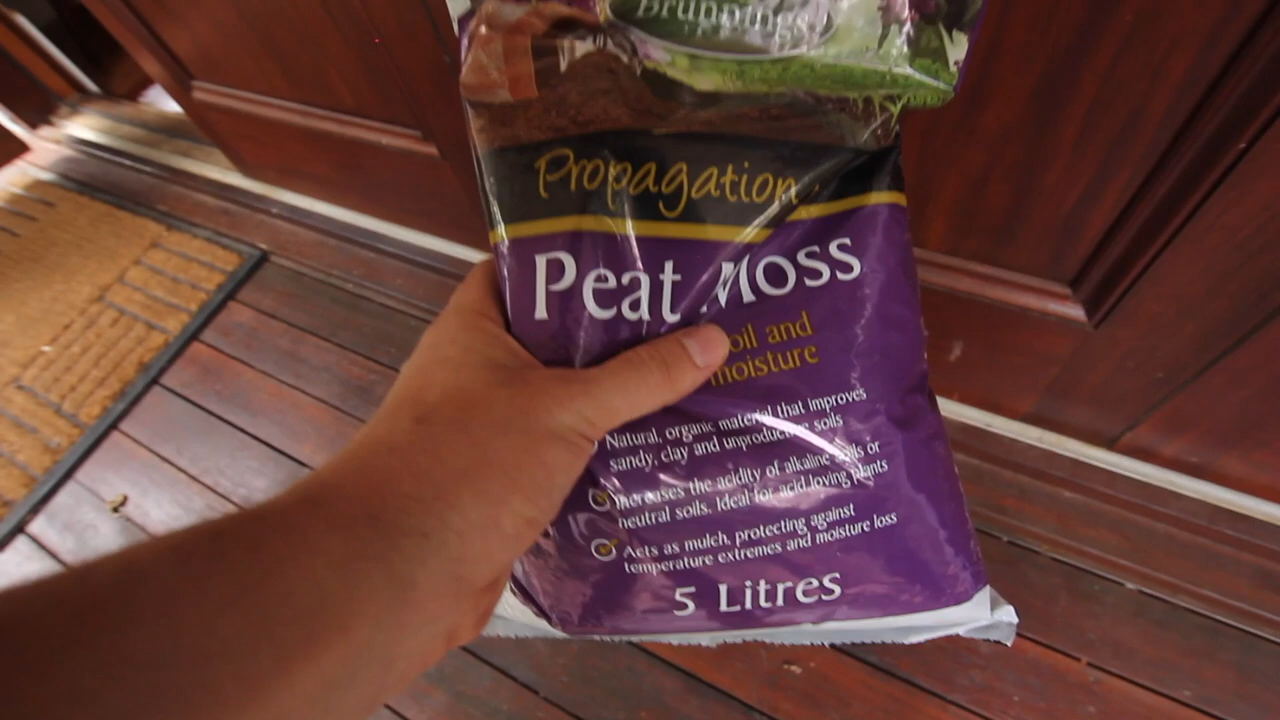 Brunnings
Propagation
Peat Moss
oil and
moisture
Natural, organic material that improves
sandy, clay and unproductive soils
Increases the acidity of alkaline soils or
neutral soils. Ideal for acid loving plants
Acts as mulch, protecting against
temperature extremes and moisture loss
5 Litres